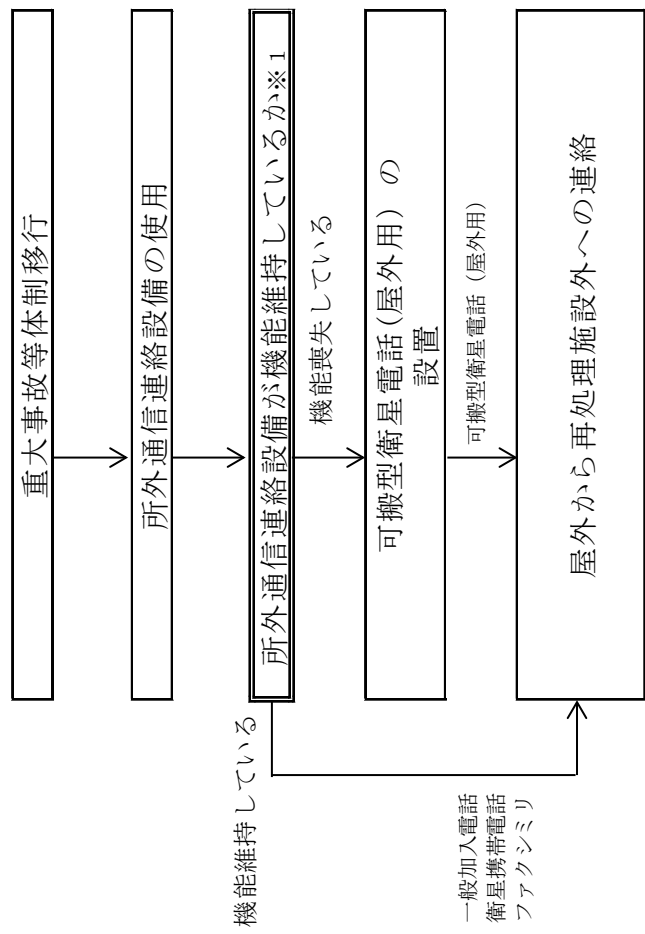 重大事故等体制移行
所外通信連絡設備の使用
所外通信連絡設備が機能維持しているか※1
機能喪失している
機能維持している
可搬型衛星電話(屋外用)の
設置
可搬型衛星電話(屋外用)
一般加入電話
衛星携帯電話
ファクシミリ
屋外から再処理施設外への連絡